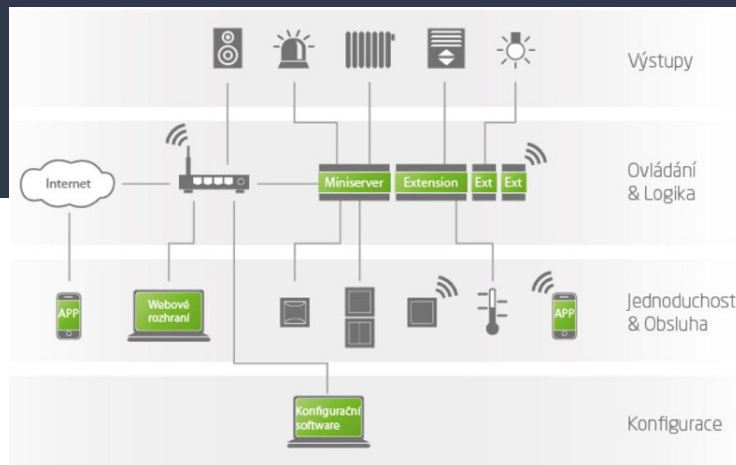 Výstupy
Internet
Miniserver
Extension
Ext
Ext
Ovládání
& Logika
APP
Webové
rozhraní
APP
Jednoduchost
& Obsluha
Konfigurační
software
Konfigurace